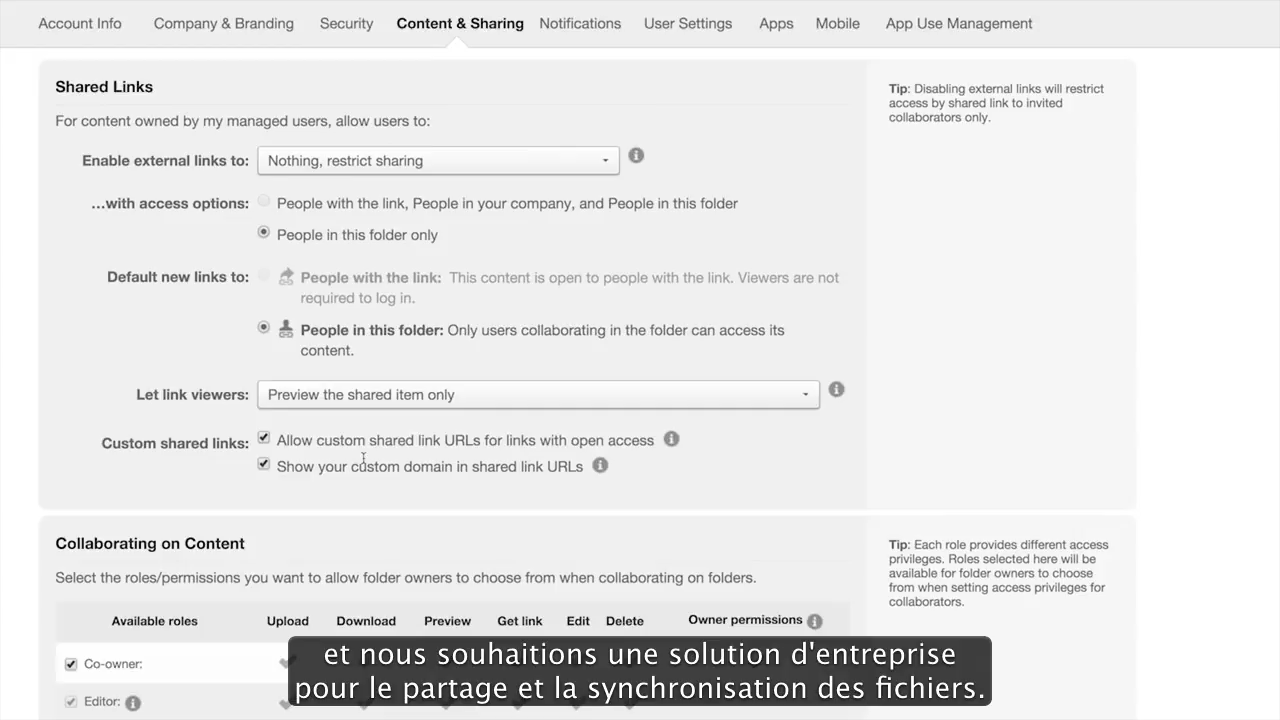 Account Info Company & Branding Security Content & Sharing Notifications User Settings Apps Mobile App Use Management
Shared Links
For content owned by my managed users, allow users to:
Enable external links to: Nothing, restrict sharing
...with access options: People with the link, People in your company, and People in this folder
People in this folder only
Default new links to: People with the link: This content is open to people with the link. Viewers are not
required to log in.
People in this folder: Only users collaborating in the folder can access its
content.
Let link viewers: Preview the shared item only
Custom shared links: Allow custom shared link URLs for links with open access
Show your custom domain in shared link URLs
Tip: Disabling external links will restrict
access by shared link to invited
collaborators only.
Collaborating on Content
Select the roles/permissions you want to allow folder owners to choose from when collaborating on folders.
Available roles Upload Download Preview Get link Edit Delete Owner permissions
Co-owner:
Editor:
Tip: Each role provides different access
privileges. Roles selected here will be
available for folder owners to choose
from when setting access privileges for
collaborators.
et nous souhaitions une solution d'entreprise
pour le partage et la synchronisation des fichiers.